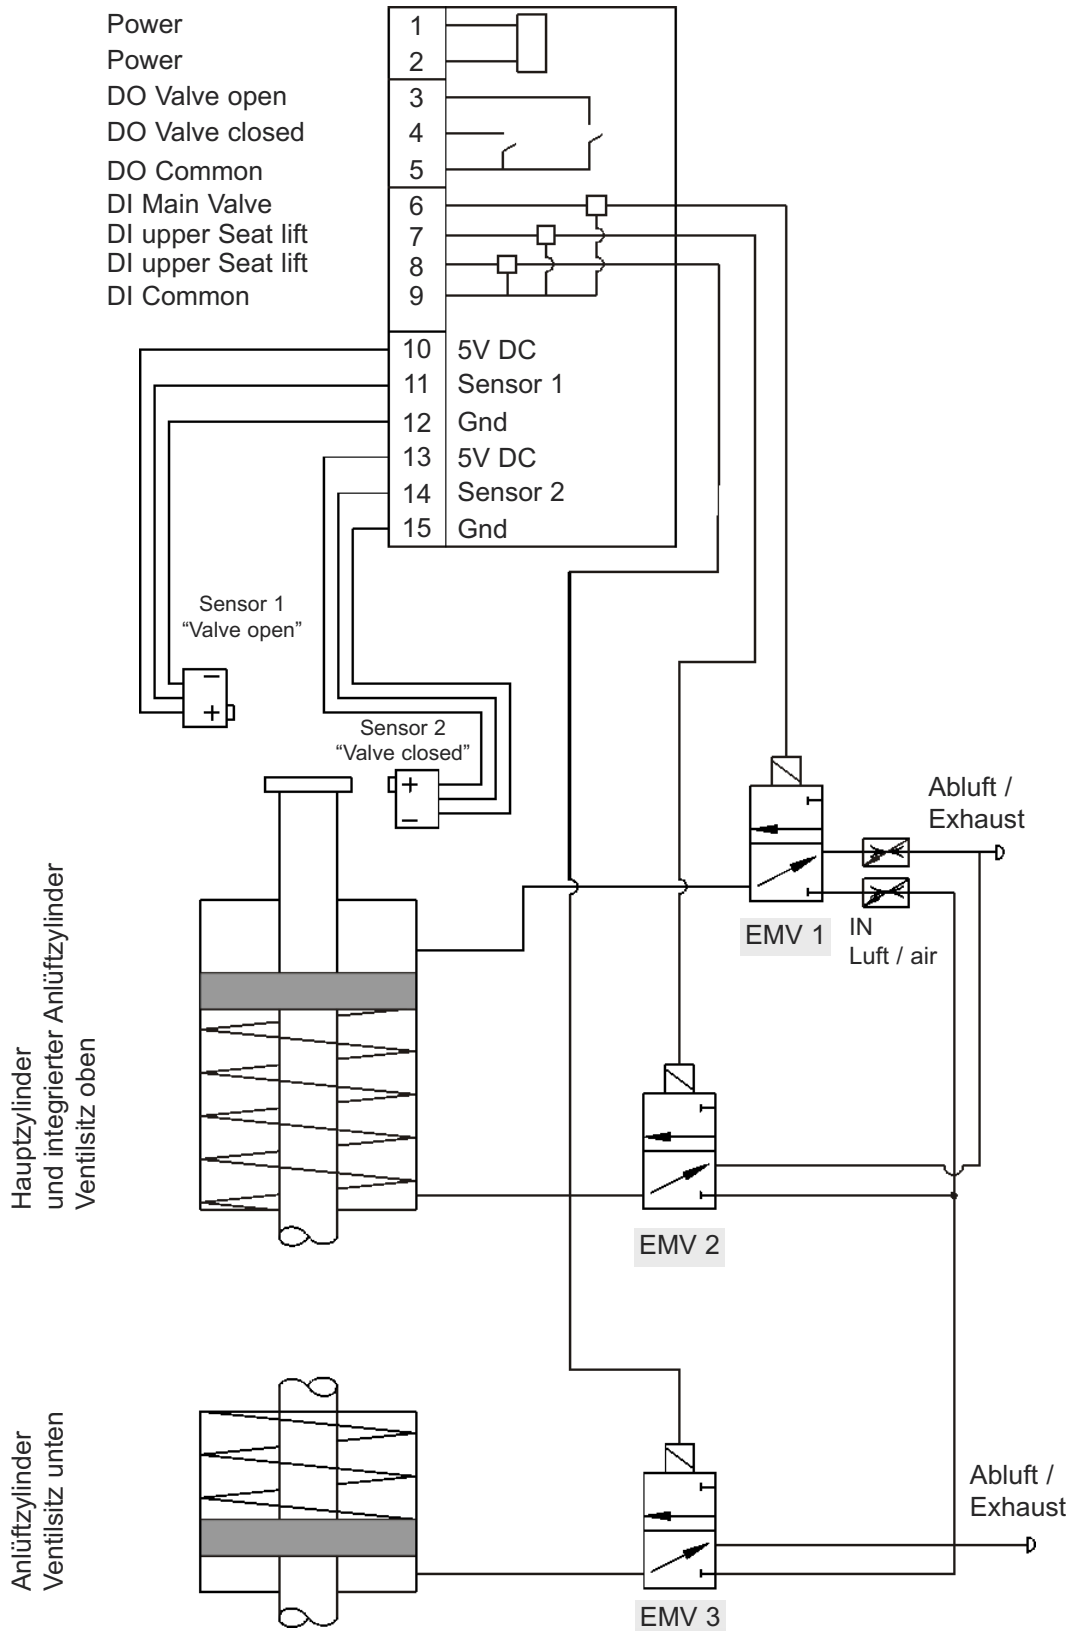 Power 1
Power 2
DO Valve open 3
DO Valve closed 4
DO Common 5
DI Main Valve 6
DI upper Seat lift 7
DI upper Seat lift 8
DI Common 9
10 5V DC
11 Sensor 1
12 Gnd
13 5V DC
14 Sensor 2
15 Gnd
Sensor 1
“Valve open”
–
+
Sensor 2
“Valve closed”
+
–
Abluft /
Exhaust
EMV 1
IN
Luft / air
Hauptzylinder
und integrierter Anlüftzylinder
Ventilsitz oben
EMV 2
Anlüftzylinder
Ventilsitz unten
Abluft /
Exhaust
EMV 3